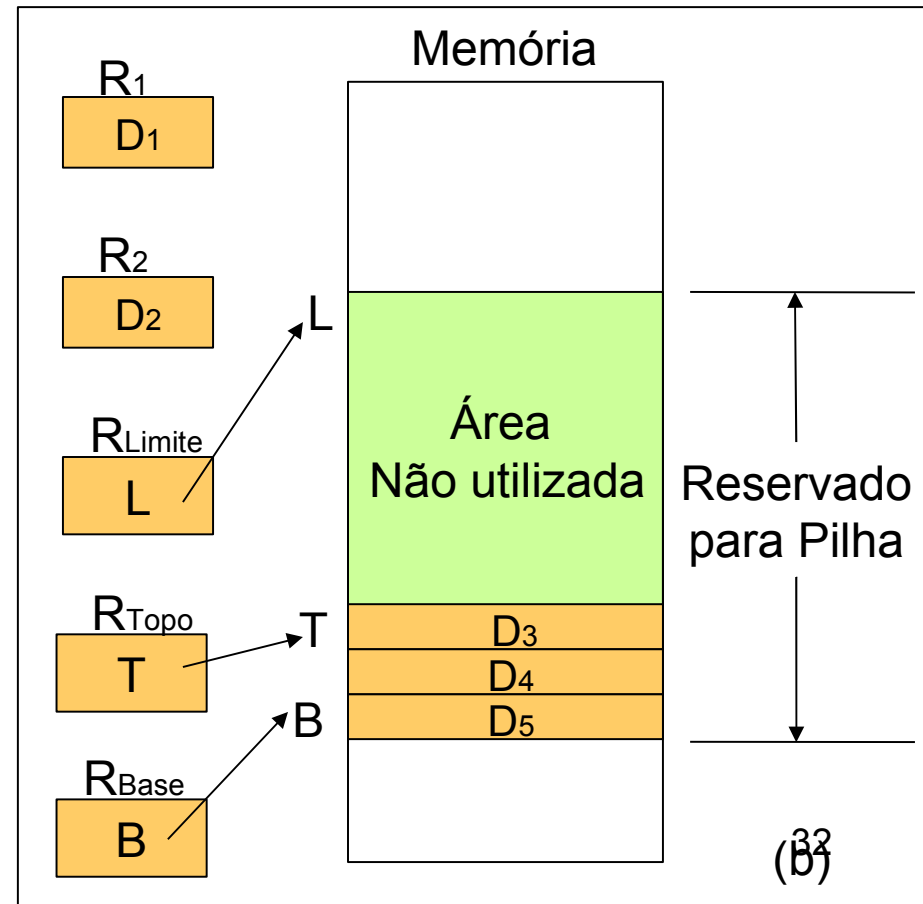 Memória
R1
D1
R2
D2
L
RLimite
L
Área
Não utilizada
Reservado
para Pilha
RTopo
T
T
D3
D4
B
D5
RBase
B
(b)
32